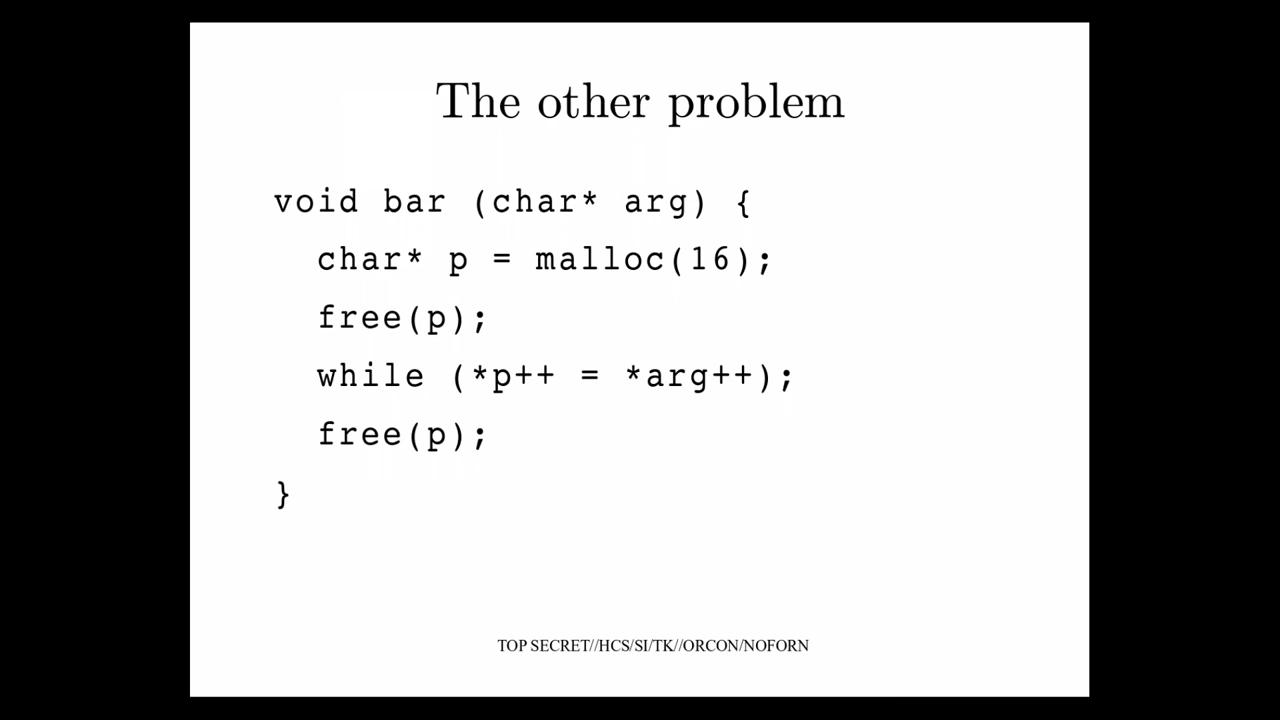 The other problem
void bar (char* arg) {
char* p = malloc(16);
free(p);
while (*p++ = *arg++);
free(p);
}
TOP SECRET//HCS/SI/TK//ORCON/NOFORN